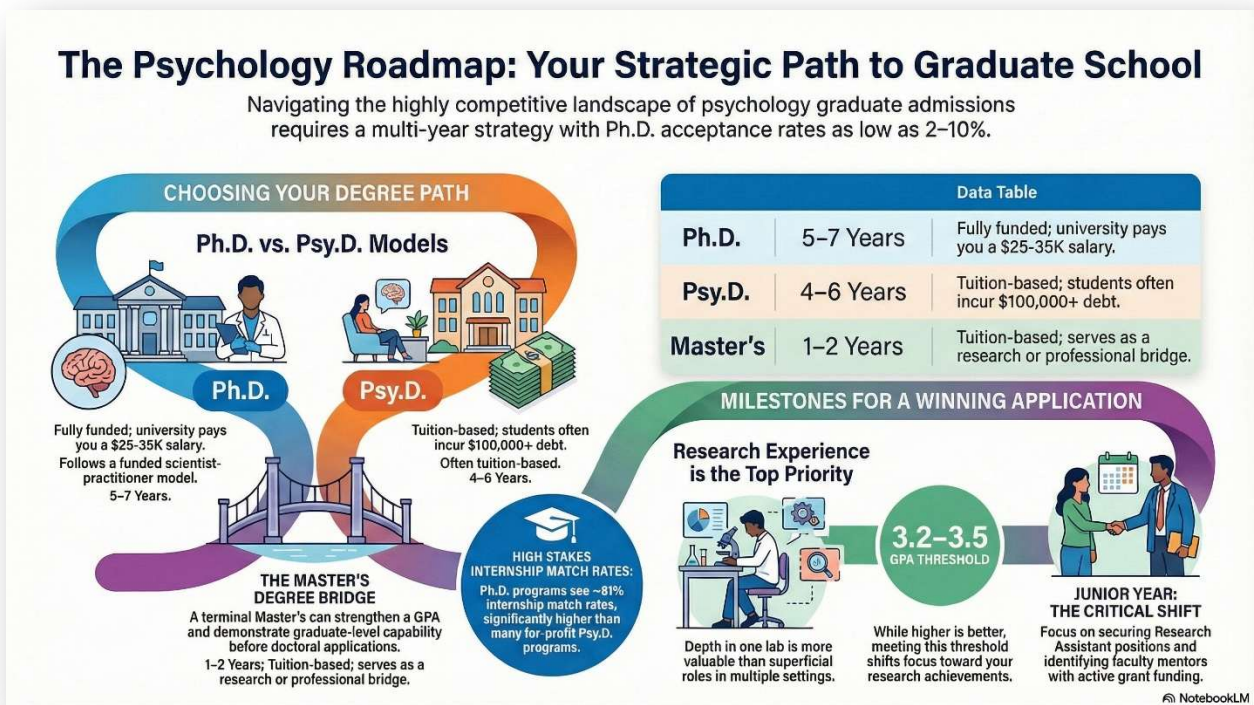 The Psychology Roadmap: Your Strategic Path to Graduate School
Navigating the highly competitive landscape of psychology graduate admissions
requires a multi-year strategy with Ph.D. acceptance rates as low as 2–10%.
CHOOSING YOUR DEGREE PATH
Ph.D. vs. Psy.D. Models
Ph.D.
Psy.D.
Fully funded; university pays
you a $25-35K salary.
Follows a funded scientist-
practitioner model.
5–7 Years.
Tuition-based; students often
incur $100,000+ debt.
Often tuition-based.
4–6 Years.
THE MASTER'S
DEGREE BRIDGE
A terminal Master's can strengthen a GPA
and demonstrate graduate-level capability
before doctoral applications.
1–2 Years; Tuition-based; serves as a
research or professional bridge.
HIGH STAKES
INTERNSHIP MATCH RATES:
Ph.D. programs see ~81%
internship match rates,
significantly higher than
many for-profit Psy.D.
programs.
Data Table
Ph.D.
5–7 Years
Fully funded; university pays
you a $25-35K salary.
Psy.D.
4–6 Years
Tuition-based; students often
incur $100,000+ debt.
Master's
1–2 Years
Tuition-based; serves as a
research or professional bridge.
MILESTONES FOR A WINNING APPLICATION
Research Experience
is the Top Priority
Depth in one lab is more
valuable than superficial
roles in multiple settings.
3.2–3.5
GPA THRESHOLD
While higher is better,
meeting this threshold
shifts focus toward your
research achievements.
JUNIOR YEAR:
THE CRITICAL SHIFT
Focus on securing Research
Assistant positions and
identifying faculty mentors
with active grant funding.
NotebookLM